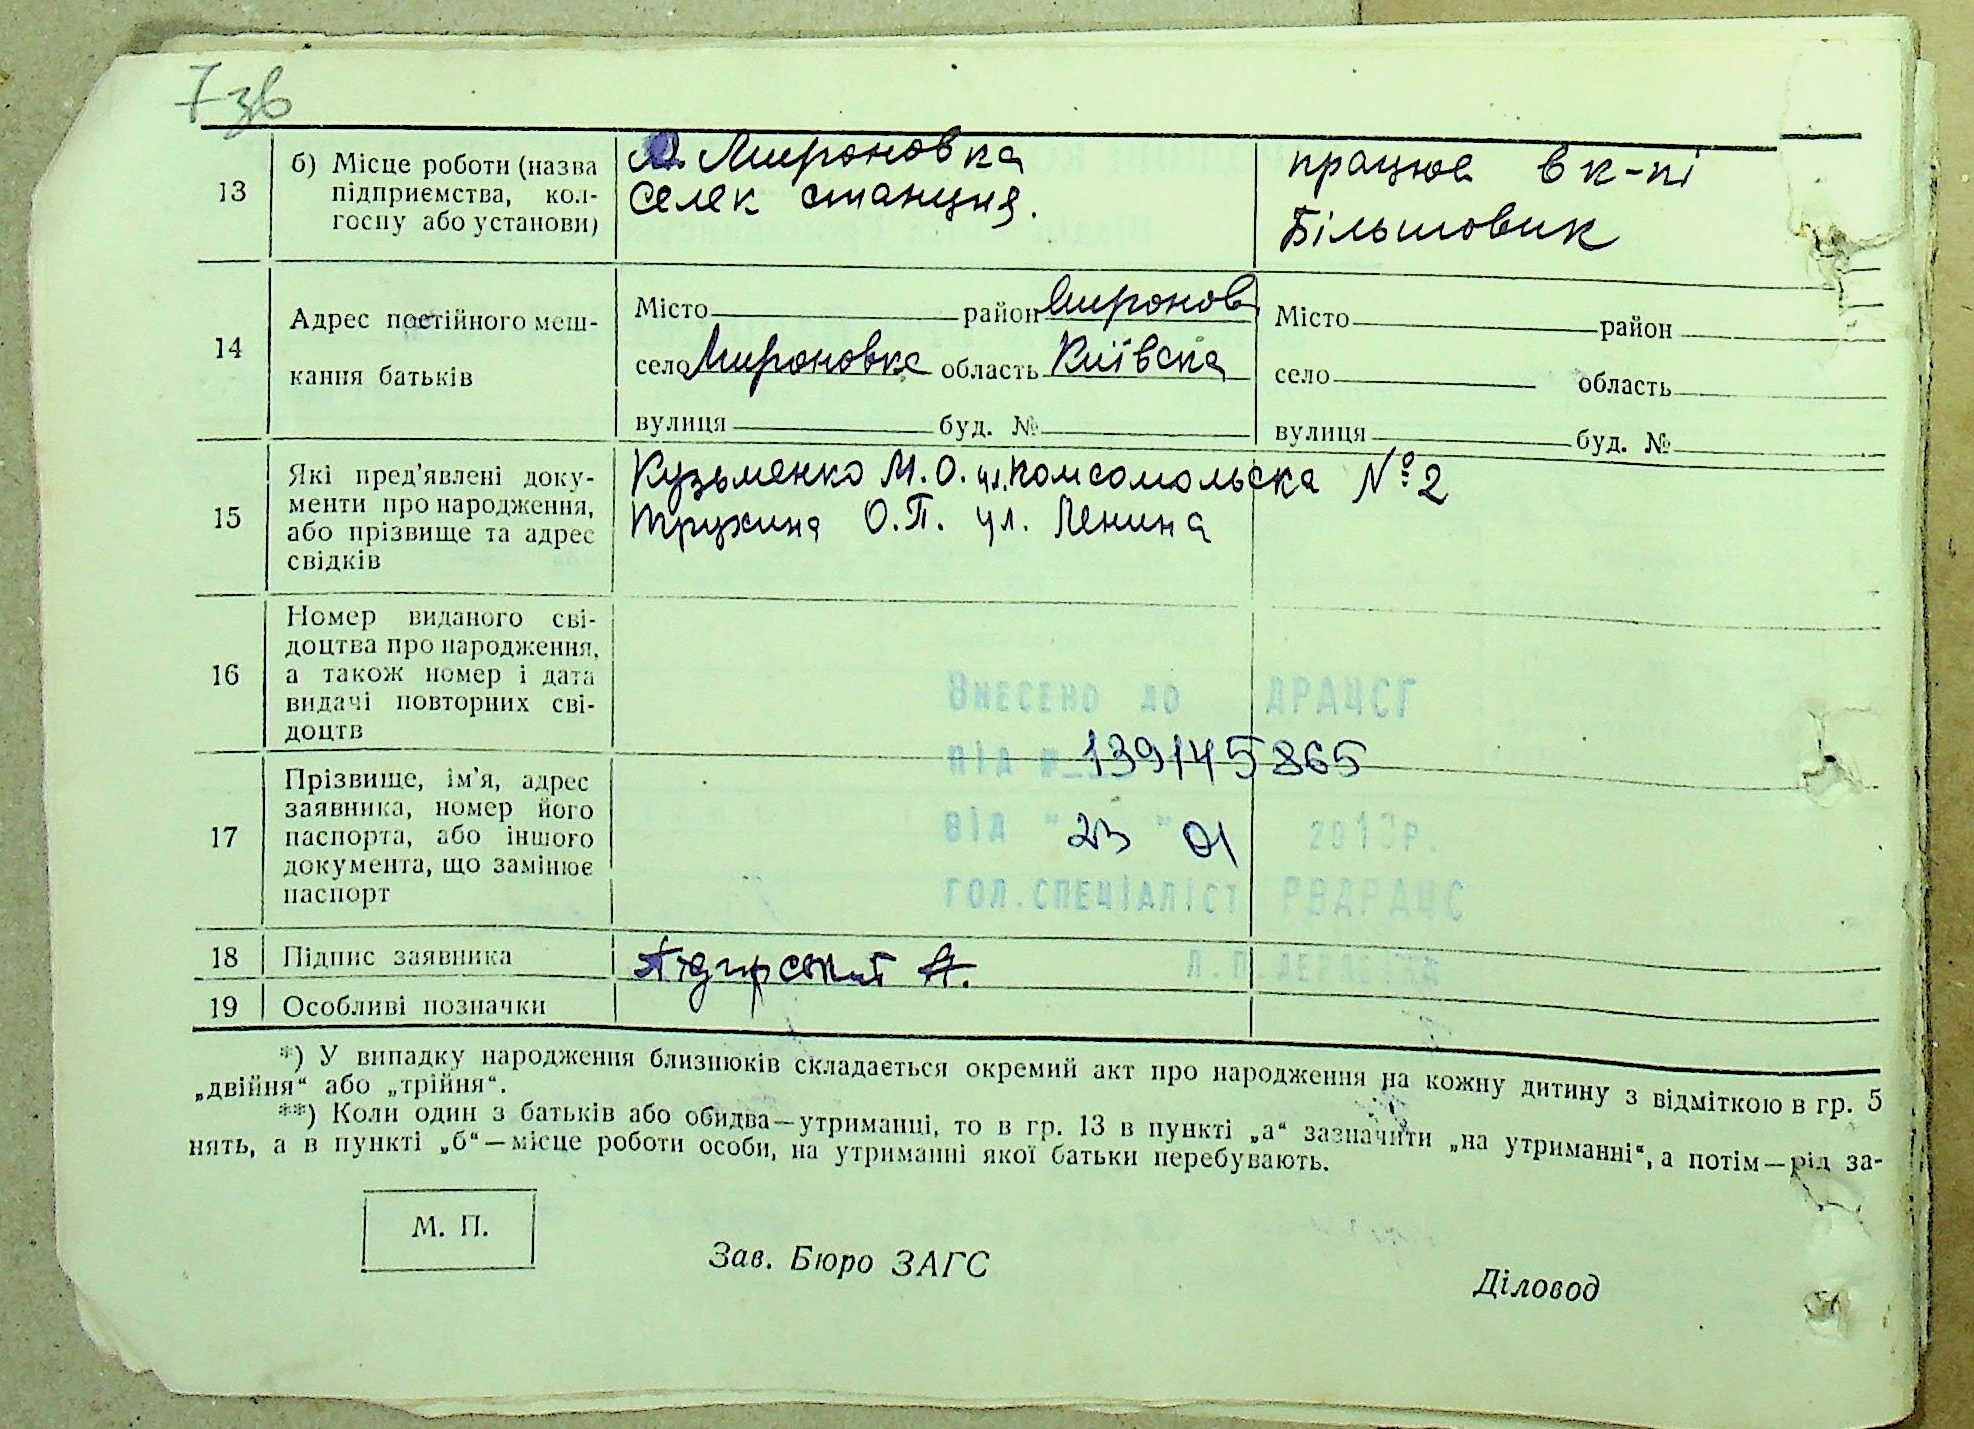 7 зв
13
б) Місце роботи (назва
підприємства, кол-
госпу або установи)
М. Мироновка
Селек станция.
працює в к-пі
Більшовик
14
Адрес постійного меш-
кання батьків
Місто район Миронов
село Мироновка область Київска
вулиця буд. №
Місто район
село область
вулиця буд. №
15
Які пред'явлені доку-
менти про народження,
або прізвище та адрес
свідків
Кузьменко М. О. ул. Комсомольска № 2
Трухина О. П. ул. Ленина
16
Номер виданого сві-
доцтва про народження,
а також номер і дата
видачі повторних сві-
доцтв
17
Прізвище, ім'я, адрес
заявника, номер його
паспорта, або іншого
документа, що замінює
паспорт
Внесено до ДРАЦСГ
під № 139145865
від "23" 01 2013р.
гол.спеціаліст РВДРАЦС
Л.П.
18
Підпис заявника
А.
19
Особливі позначки
*) У випадку народження близнюків складається окремий акт про народження на кожну дитину з відміткою в гр. 5
„двійня“ або „трійня“.
**) Коли один з батьків або обидва—утриманці, то в гр. 13 в пункті „а“ зазначити „на утриманні“, а потім—рід за-
нять, а в пункті „б“—місце роботи особи, на утриманні якої батьки перебувають.
М. П.
Зав. Бюро ЗАГС
Діловод